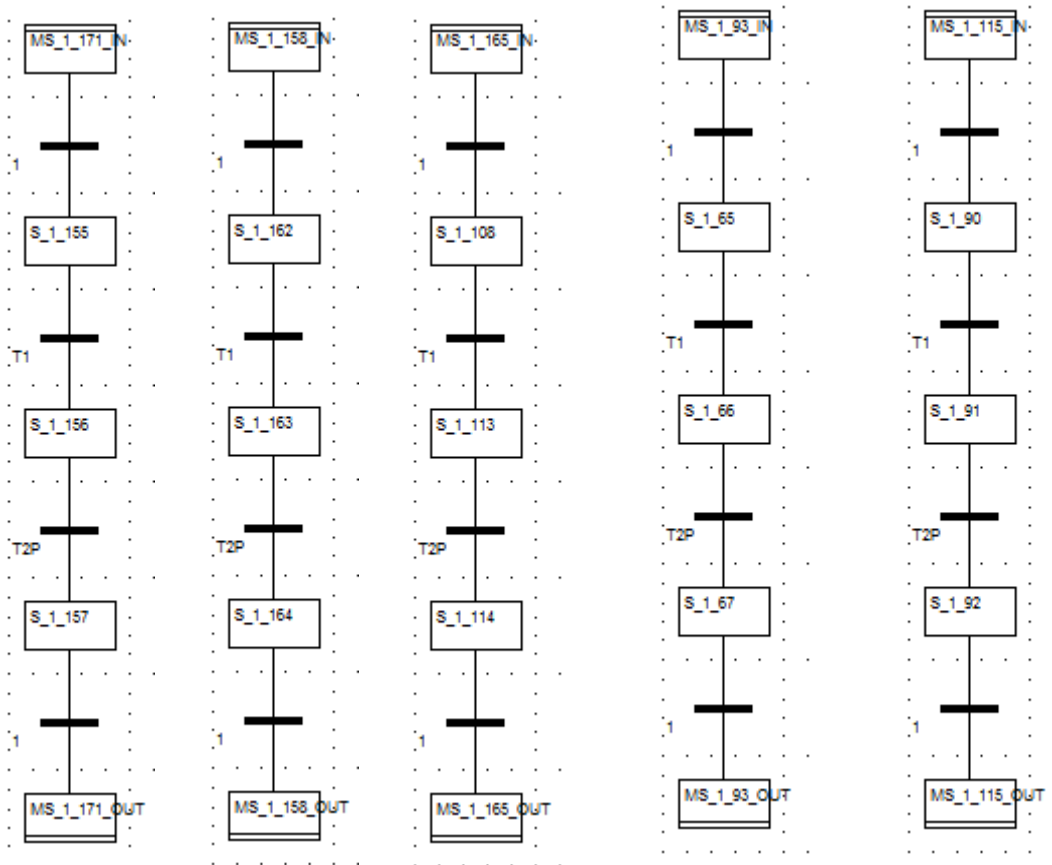 MS_1_171_IN
1
S_1_155
T1
S_1_156
T2P
S_1_157
1
MS_1_171_OUT
MS_1_158_IN
1
S_1_162
T1
S_1_163
T2P
S_1_164
1
MS_1_158_OUT
MS_1_165_IN
1
S_1_108
T1
S_1_113
T2P
S_1_114
1
MS_1_165_OUT
MS_1_93_IN
1
S_1_65
T1
S_1_66
T2P
S_1_67
1
MS_1_93_OUT
MS_1_115_IN
1
S_1_90
T1
S_1_91
T2P
S_1_92
1
MS_1_115_OUT